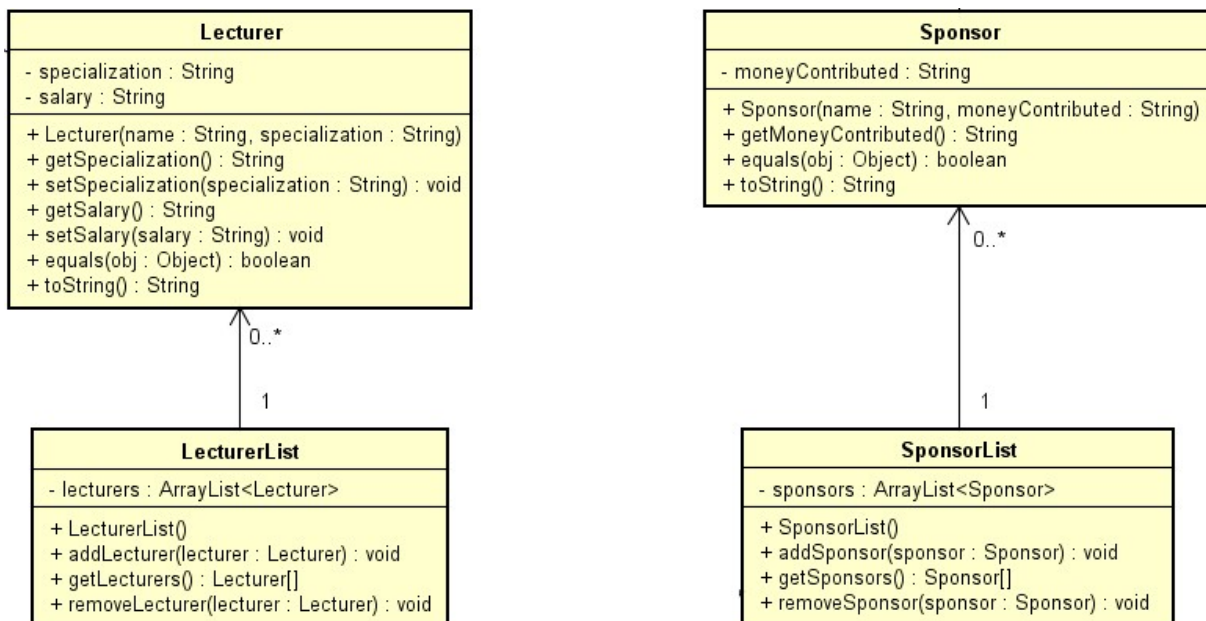 Lecturer
- specialization : String
- salary : String
+ Lecturer(name : String, specialization : String)
+ getSpecialization() : String
+ setSpecialization(specialization : String) : void
+ getSalary() : String
+ setSalary(salary : String) : void
+ equals(obj : Object) : boolean
+ toString() : String
0..*
1
LecturerList
- lecturers : ArrayList<Lecturer>
+ LecturerList()
+ addLecturer(lecturer : Lecturer) : void
+ getLecturers() : Lecturer[]
+ removeLecturer(lecturer : Lecturer) : void
Sponsor
- moneyContributed : String
+ Sponsor(name : String, moneyContributed : String)
+ getMoneyContributed() : String
+ equals(obj : Object) : boolean
+ toString() : String
0..*
1
SponsorList
- sponsors : ArrayList<Sponsor>
+ SponsorList()
+ addSponsor(sponsor : Sponsor) : void
+ getSponsors() : Sponsor[]
+ removeSponsor(sponsor : Sponsor) : void